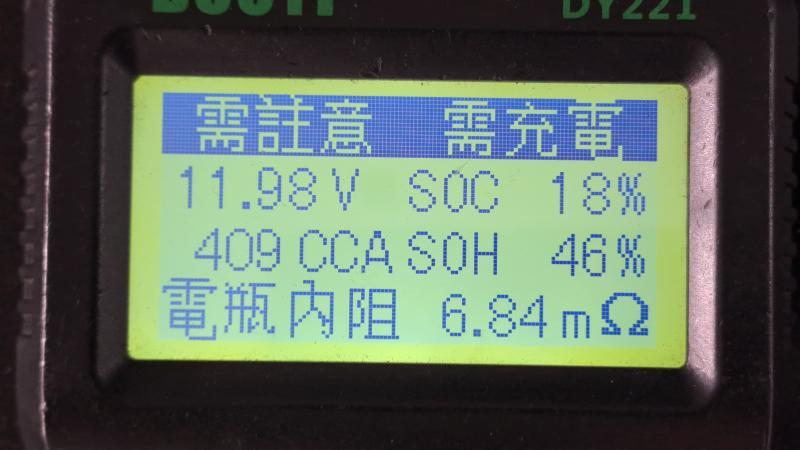 DY221
需註意 需充電
11.98V SOC 18%
409 CCA SOH 46%
電瓶內阻 6.84mΩ